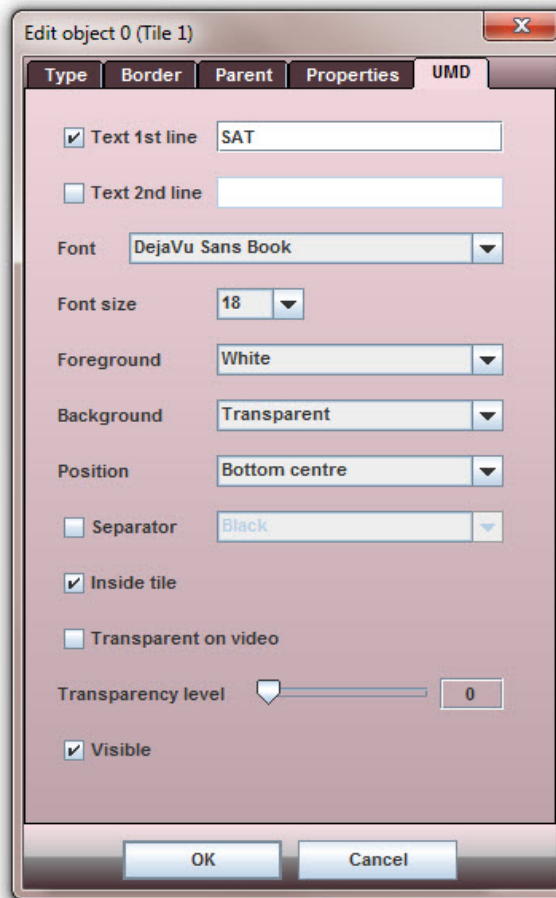 Edit object 0 (Tile 1)
Type Border Parent Properties UMD
Text 1st line SAT
Text 2nd line
Font DejaVu Sans Book
Font size 18
Foreground White
Background Transparent
Position Bottom centre
Separator Black
Inside tile
Transparent on video
Transparency level 0
Visible
OK Cancel